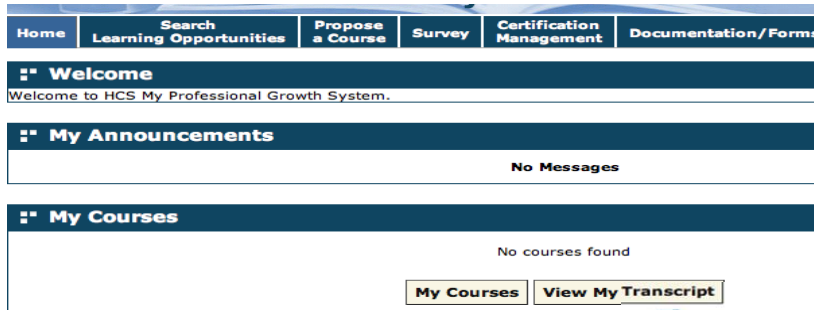 Home
Search
Learning Opportunities
Propose
a Course
Survey
Certification
Management
Documentation/Forms
Welcome
Welcome to HCS My Professional Growth System.
My Announcements
No Messages
My Courses
No courses found
My Courses
View My Transcript